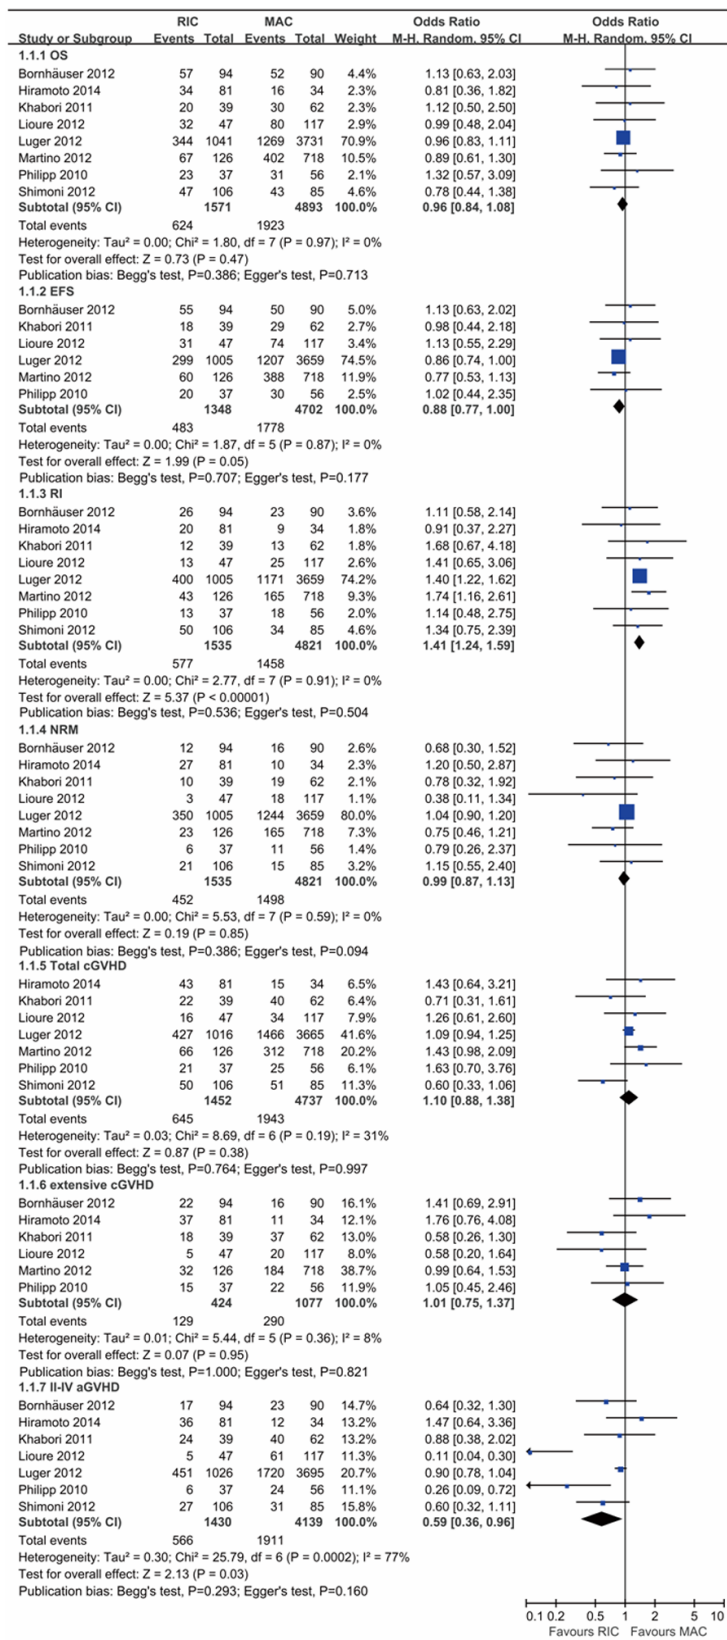 RIC MAC Odds Ratio Odds Ratio
Study or Subgroup Events Total Events Total Weight M-H. Random. 95% CI M-H. Random. 95% CI
1.1.1 OS
Bornhäuser 2012 57 94 52 90 4.4% 1.13 [0.63, 2.03]
Hiramoto 2014 34 81 16 34 2.3% 0.81 [0.36, 1.82]
Khabori 2011 20 39 30 62 2.3% 1.12 [0.50, 2.50]
Lioure 2012 32 47 80 117 2.9% 0.99 [0.48, 2.04]
Luger 2012 344 1041 1269 3731 70.9% 0.96 [0.83, 1.11]
Martino 2012 67 126 402 718 10.5% 0.89 [0.61, 1.30]
Philipp 2010 23 37 31 56 2.1% 1.32 [0.57, 3.09]
Shimoni 2012 47 106 43 85 4.6% 0.78 [0.44, 1.38]
Subtotal (95% CI) 1571 4893 100.0% 0.96 [0.84, 1.08]
Total events 624 1923
Heterogeneity: Tau² = 0.00; Chi² = 1.80, df = 7 (P = 0.97); I² = 0%
Test for overall effect: Z = 0.73 (P = 0.47)
Publication bias: Begg's test, P=0.386; Egger's test, P=0.713
1.1.2 EFS
Bornhäuser 2012 55 94 50 90 5.0% 1.13 [0.63, 2.02]
Khabori 2011 18 39 29 62 2.7% 0.98 [0.44, 2.18]
Lioure 2012 31 47 74 117 3.4% 1.13 [0.55, 2.29]
Luger 2012 299 1005 1207 3659 74.5% 0.86 [0.74, 1.00]
Martino 2012 60 126 388 718 11.9% 0.77 [0.53, 1.13]
Philipp 2010 20 37 30 56 2.5% 1.02 [0.44, 2.35]
Subtotal (95% CI) 1348 4702 100.0% 0.88 [0.77, 1.00]
Total events 483 1778
Heterogeneity: Tau² = 0.00; Chi² = 1.87, df = 5 (P = 0.87); I² = 0%
Test for overall effect: Z = 1.99 (P = 0.05)
Publication bias: Begg's test, P=0.707; Egger's test, P=0.177
1.1.3 RI
Bornhäuser 2012 26 94 23 90 3.6% 1.11 [0.58, 2.14]
Hiramoto 2014 20 81 9 34 1.8% 0.91 [0.37, 2.27]
Khabori 2011 12 39 13 62 1.7% 1.68 [0.67, 4.18]
Lioure 2012 13 47 25 117 2.6% 1.41 [0.65, 3.06]
Luger 2012 400 1005 1171 3659 74.2% 1.40 [1.22, 1.62]
Martino 2012 43 126 165 718 9.3% 1.74 [1.16, 2.61]
Philipp 2010 13 37 18 56 2.0% 1.14 [0.48, 2.75]
Shimoni 2012 50 106 34 85 4.6% 1.34 [0.75, 2.39]
Subtotal (95% CI) 1535 4821 100.0% 1.41 [1.24, 1.59]
Total events 577 1458
Heterogeneity: Tau² = 0.00; Chi² = 2.77, df = 7 (P = 0.91); I² = 0%
Test for overall effect: Z = 5.37 (P < 0.00001)
Publication bias: Begg's test, P=0.536; Egger's test, P=0.504
1.1.4 NRM
Bornhäuser 2012 12 94 16 90 2.6% 0.68 [0.30, 1.52]
Hiramoto 2014 27 81 10 34 2.3% 1.20 [0.50, 2.87]
Khabori 2011 10 39 19 62 2.1% 0.78 [0.32, 1.92]
Lioure 2012 3 47 18 117 1.1% 0.38 [0.11, 1.34]
Luger 2012 350 1005 1244 3659 80.0% 1.04 [0.90, 1.20]
Martino 2012 23 126 165 718 7.3% 0.75 [0.46, 1.21]
Philipp 2010 6 37 11 56 1.4% 0.79 [0.26, 2.37]
Shimoni 2012 21 106 15 85 3.2% 1.15 [0.55, 2.40]
Subtotal (95% CI) 1535 4821 100.0% 0.99 [0.87, 1.13]
Total events 452 1498
Heterogeneity: Tau² = 0.00; Chi² = 5.53, df = 7 (P = 0.59); I² = 0%
Test for overall effect: Z = 0.19 (P = 0.85)
Publication bias: Begg's test, P=0.386; Egger's test, P=0.094
1.1.5 Total cGVHD
Hiramoto 2014 43 81 15 34 6.5% 1.43 [0.64, 3.21]
Khabori 2011 22 39 40 62 6.4% 0.71 [0.31, 1.61]
Lioure 2012 16 47 34 117 7.9% 1.26 [0.61, 2.60]
Luger 2012 427 1016 1466 3665 41.6% 1.09 [0.94, 1.25]
Martino 2012 66 126 312 718 20.2% 1.43 [0.98, 2.09]
Philipp 2010 21 37 25 56 6.1% 1.63 [0.70, 3.76]
Shimoni 2012 50 106 51 85 11.3% 0.60 [0.33, 1.06]
Subtotal (95% CI) 1452 4737 100.0% 1.10 [0.88, 1.38]
Total events 645 1943
Heterogeneity: Tau² = 0.03; Chi² = 8.69, df = 6 (P = 0.19); I² = 31%
Test for overall effect: Z = 0.87 (P = 0.38)
Publication bias: Begg's test, P=0.764; Egger's test, P=0.997
1.1.6 extensive cGVHD
Bornhäuser 2012 22 94 16 90 16.1% 1.41 [0.69, 2.91]
Hiramoto 2014 37 81 11 34 12.1% 1.76 [0.76, 4.08]
Khabori 2011 18 39 37 62 13.0% 0.58 [0.26, 1.30]
Lioure 2012 5 47 20 117 8.0% 0.58 [0.20, 1.64]
Martino 2012 32 126 184 718 38.7% 0.99 [0.64, 1.53]
Philipp 2010 15 37 22 56 11.9% 1.05 [0.45, 2.46]
Subtotal (95% CI) 424 1077 100.0% 1.01 [0.75, 1.37]
Total events 129 290
Heterogeneity: Tau² = 0.01; Chi² = 5.44, df = 5 (P = 0.36); I² = 8%
Test for overall effect: Z = 0.07 (P = 0.95)
Publication bias: Begg's test, P=1.000; Egger's test, P=0.821
1.1.7 II-IV aGVHD
Bornhäuser 2012 17 94 23 90 14.7% 0.64 [0.32, 1.30]
Hiramoto 2014 36 81 12 34 13.2% 1.47 [0.64, 3.36]
Khabori 2011 24 39 40 62 13.2% 0.88 [0.38, 2.02]
Lioure 2012 5 47 61 117 11.3% 0.11 [0.04, 0.30]
Luger 2012 451 1026 1720 3695 20.7% 0.90 [0.78, 1.04]
Philipp 2010 6 37 24 56 11.1% 0.26 [0.09, 0.72]
Shimoni 2012 27 106 31 85 15.8% 0.60 [0.32, 1.11]
Subtotal (95% CI) 1430 4139 100.0% 0.59 [0.36, 0.96]
Total events 566 1911
Heterogeneity: Tau² = 0.30; Chi² = 25.79, df = 6 (P = 0.0002); I² = 77%
Test for overall effect: Z = 2.13 (P = 0.03)
Publication bias: Begg's test, P=0.293; Egger's test, P=0.160
0.1 0.2 0.5 1 2 5 10
Favours RIC Favours MAC